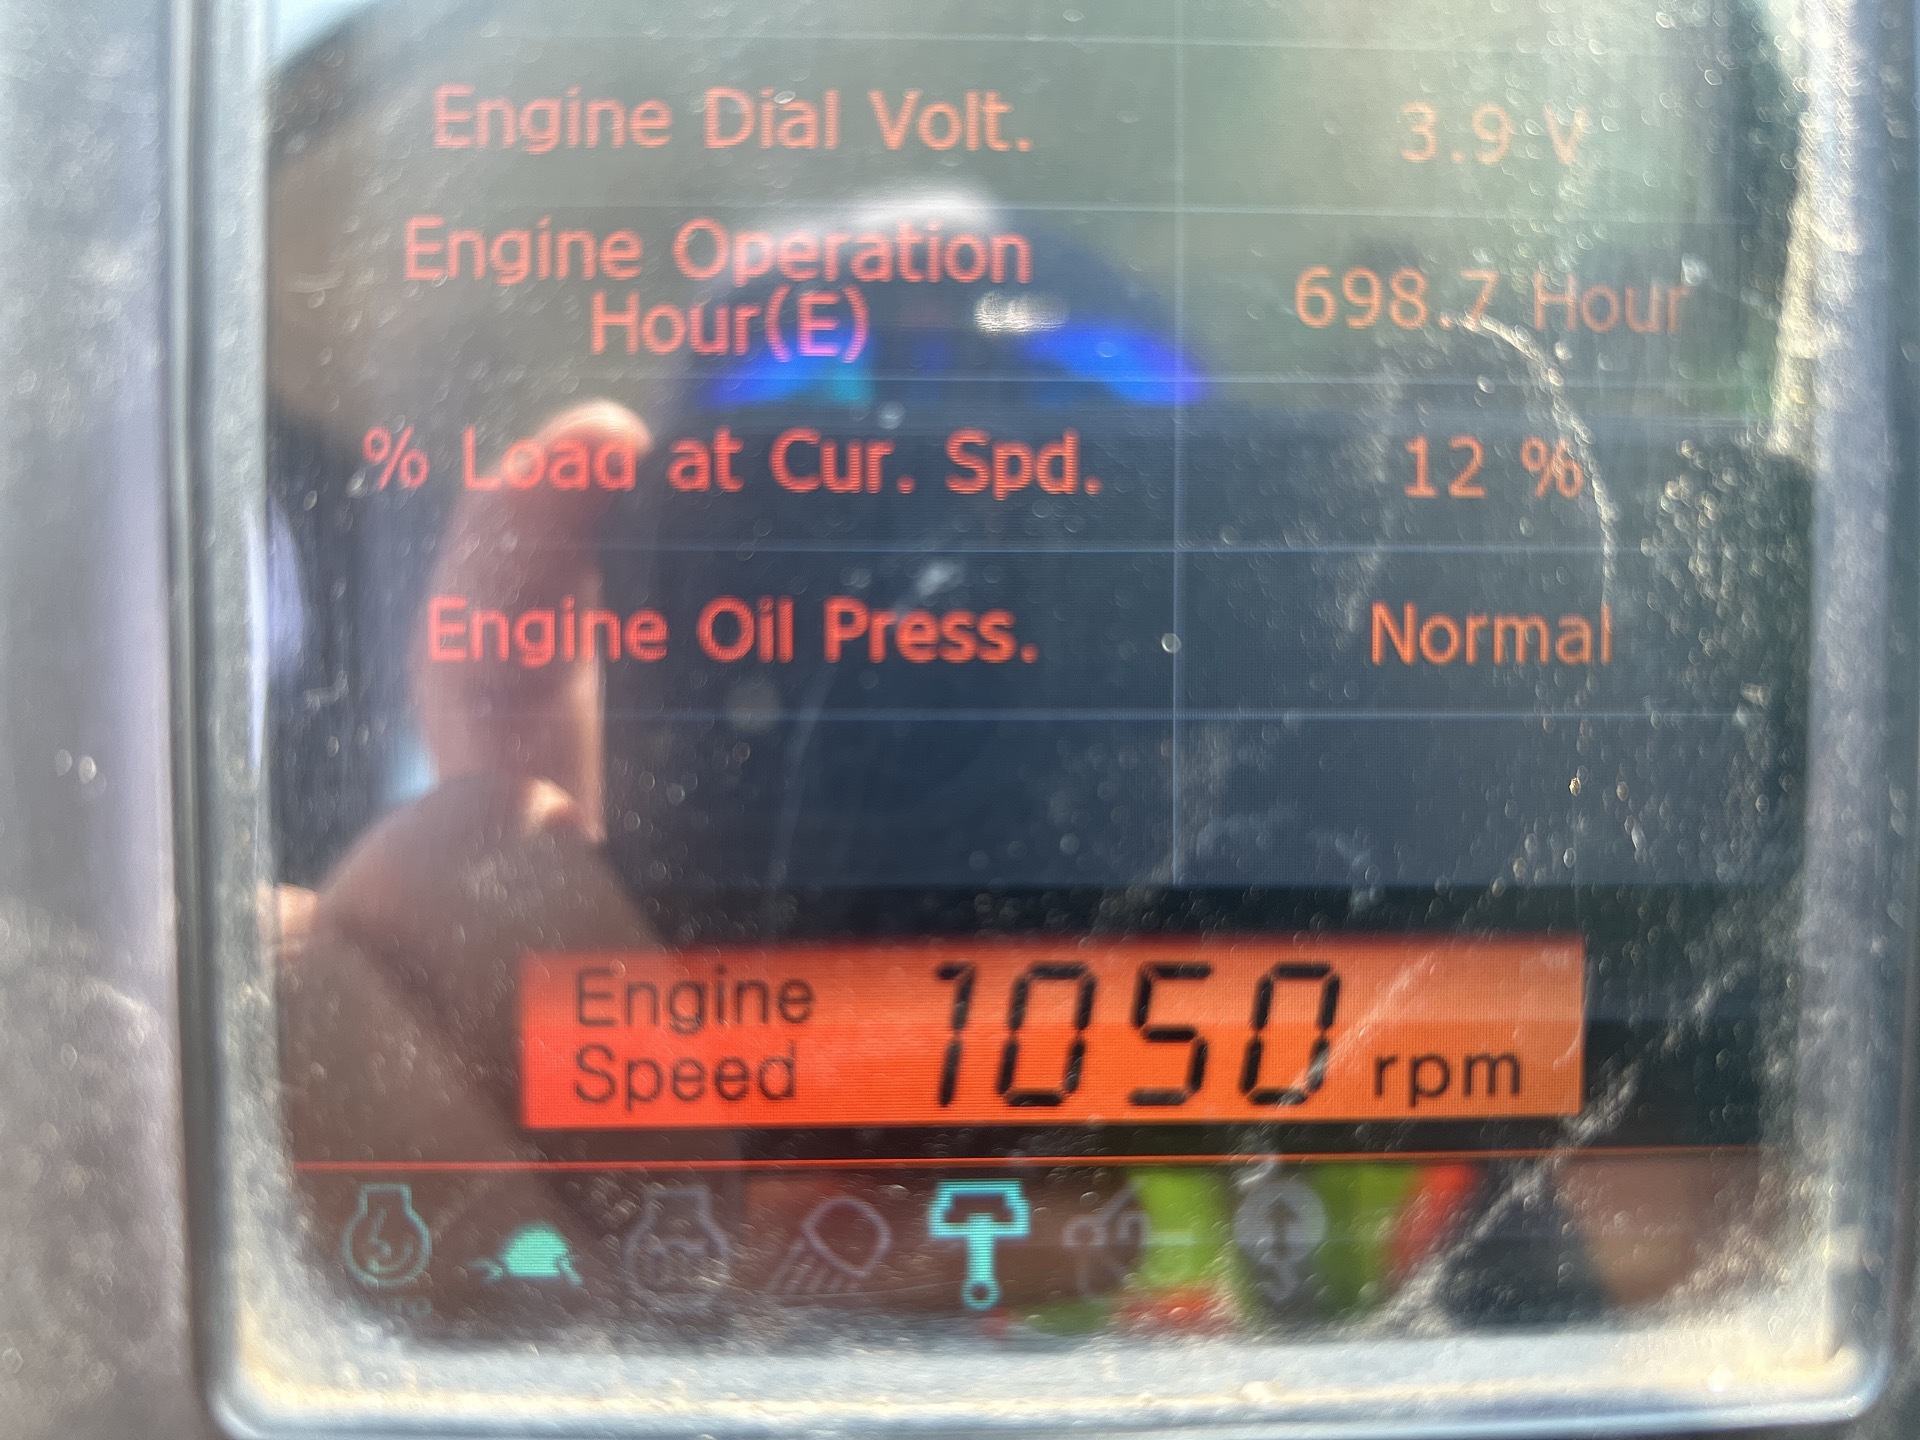 Engine Dial Volt. 3.9 V
Engine Operation
Hour(E) 698.7 Hour
% Load at Cur. Spd. 12 %
Engine Oil Press. Normal
Engine
Speed 1050 rpm
AUTO